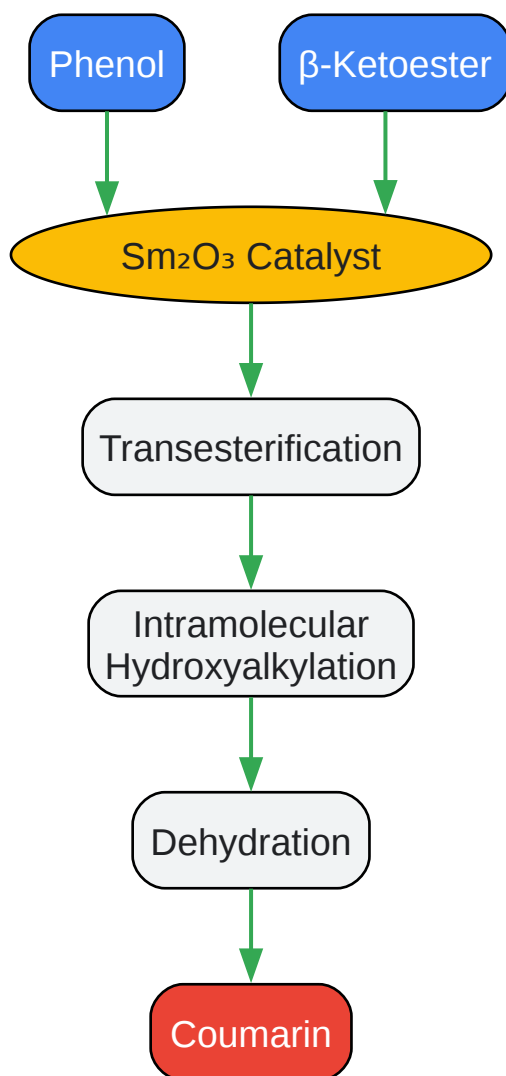 Phenol
β-Ketoester
Sm₂O₃ Catalyst
Transesterification
Intramolecular
Hydroxyalkylation
Dehydration
Coumarin